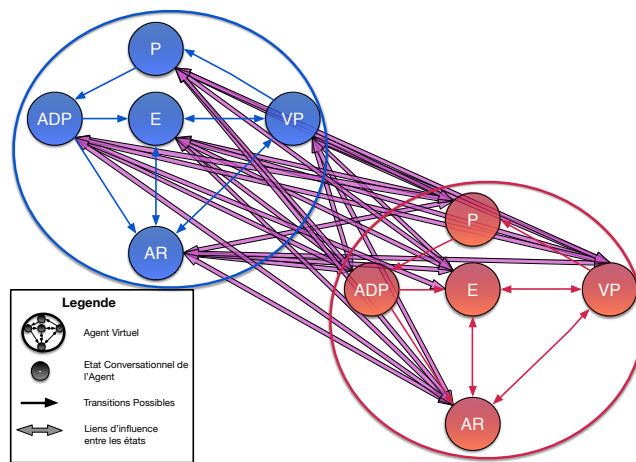 P
ADP
E
VP
AR
P
ADP
E
VP
AR
Legende
Agent Virtuel
Etat Conversationnel de
l'Agent
Transitions Possibles
Liens d'influence
entre les états